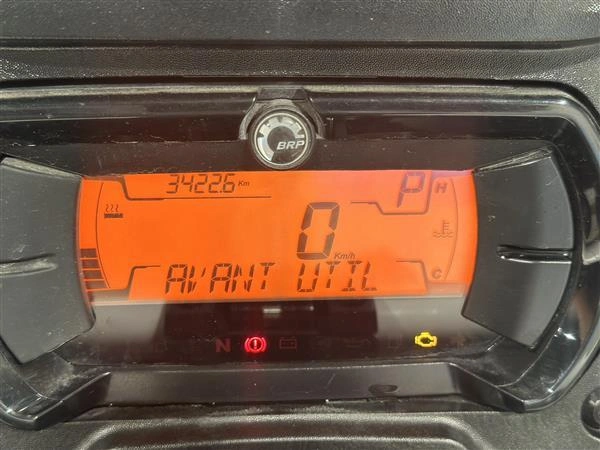 BRP
3422.6 Km
P H
0
Km/h
C
AVANT UTIL
N